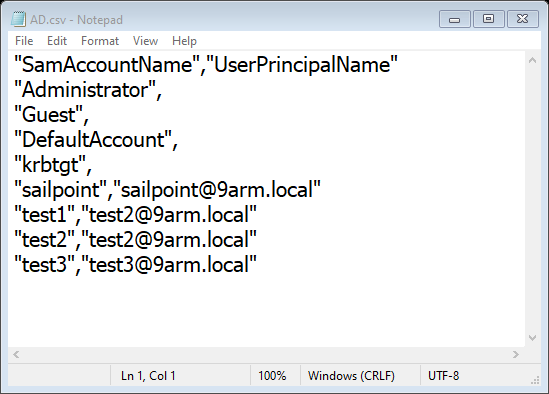 AD.csv - Notepad
File Edit Format View Help
"SamAccountName","UserPrincipalName"
"Administrator",
"Guest",
"DefaultAccount",
"krbtgt",
"sailpoint","sailpoint@9arm.local"
"test1","test2@9arm.local"
"test2","test2@9arm.local"
"test3","test3@9arm.local"
Ln 1, Col 1 100% Windows (CRLF) UTF-8